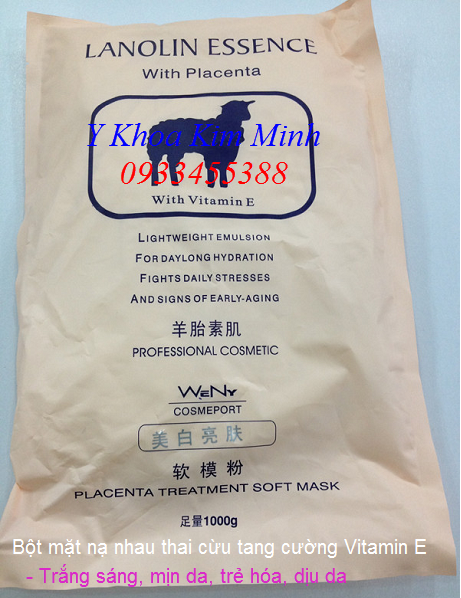 LANOLIN ESSENCE
With Placenta
Y Khoa Kim Minh
0933455388
With Vitamin E
LIGHTWEIGHT EMULSION
FOR DAYLONG HYDRATION
FIGHTS DAILY STRESSES
AND SIGNS OF EARLY-AGING
羊胎素肌
PROFESSIONAL COSMETIC
WENY
COSMEPORT
美白亮肤
软模粉
PLACENTA TREATMENT SOFT MASK
足量1000g
Bột mặt nạ nhau thai cừu tang cường Vitamin E
- Trắng sáng, mịn da, trẻ hóa, dịu da